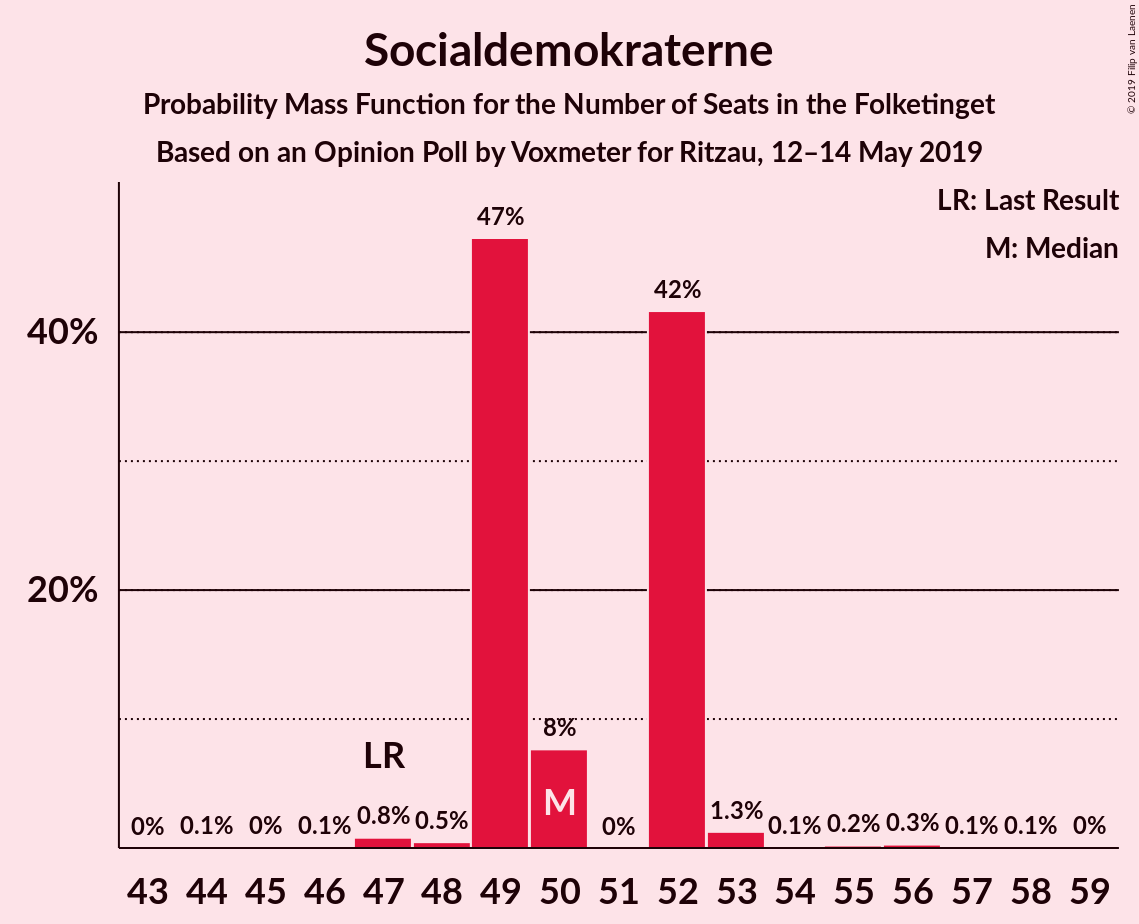 Socialdemokraterne
Probability Mass Function for the Number of Seats in the Folketinget
Based on an Opinion Poll by Voxmeter for Ritzau, 12–14 May 2019
© 2019 Filip van Laenen
LR: Last Result
M: Median
40%
20%
0%
0.1%
0%
0.1%
0.8%
0.5%
47%
8%
0%
42%
1.3%
0.1%
0.2%
0.3%
0.1%
0.1%
0%
LR
M
43 44 45 46 47 48 49 50 51 52 53 54 55 56 57 58 59